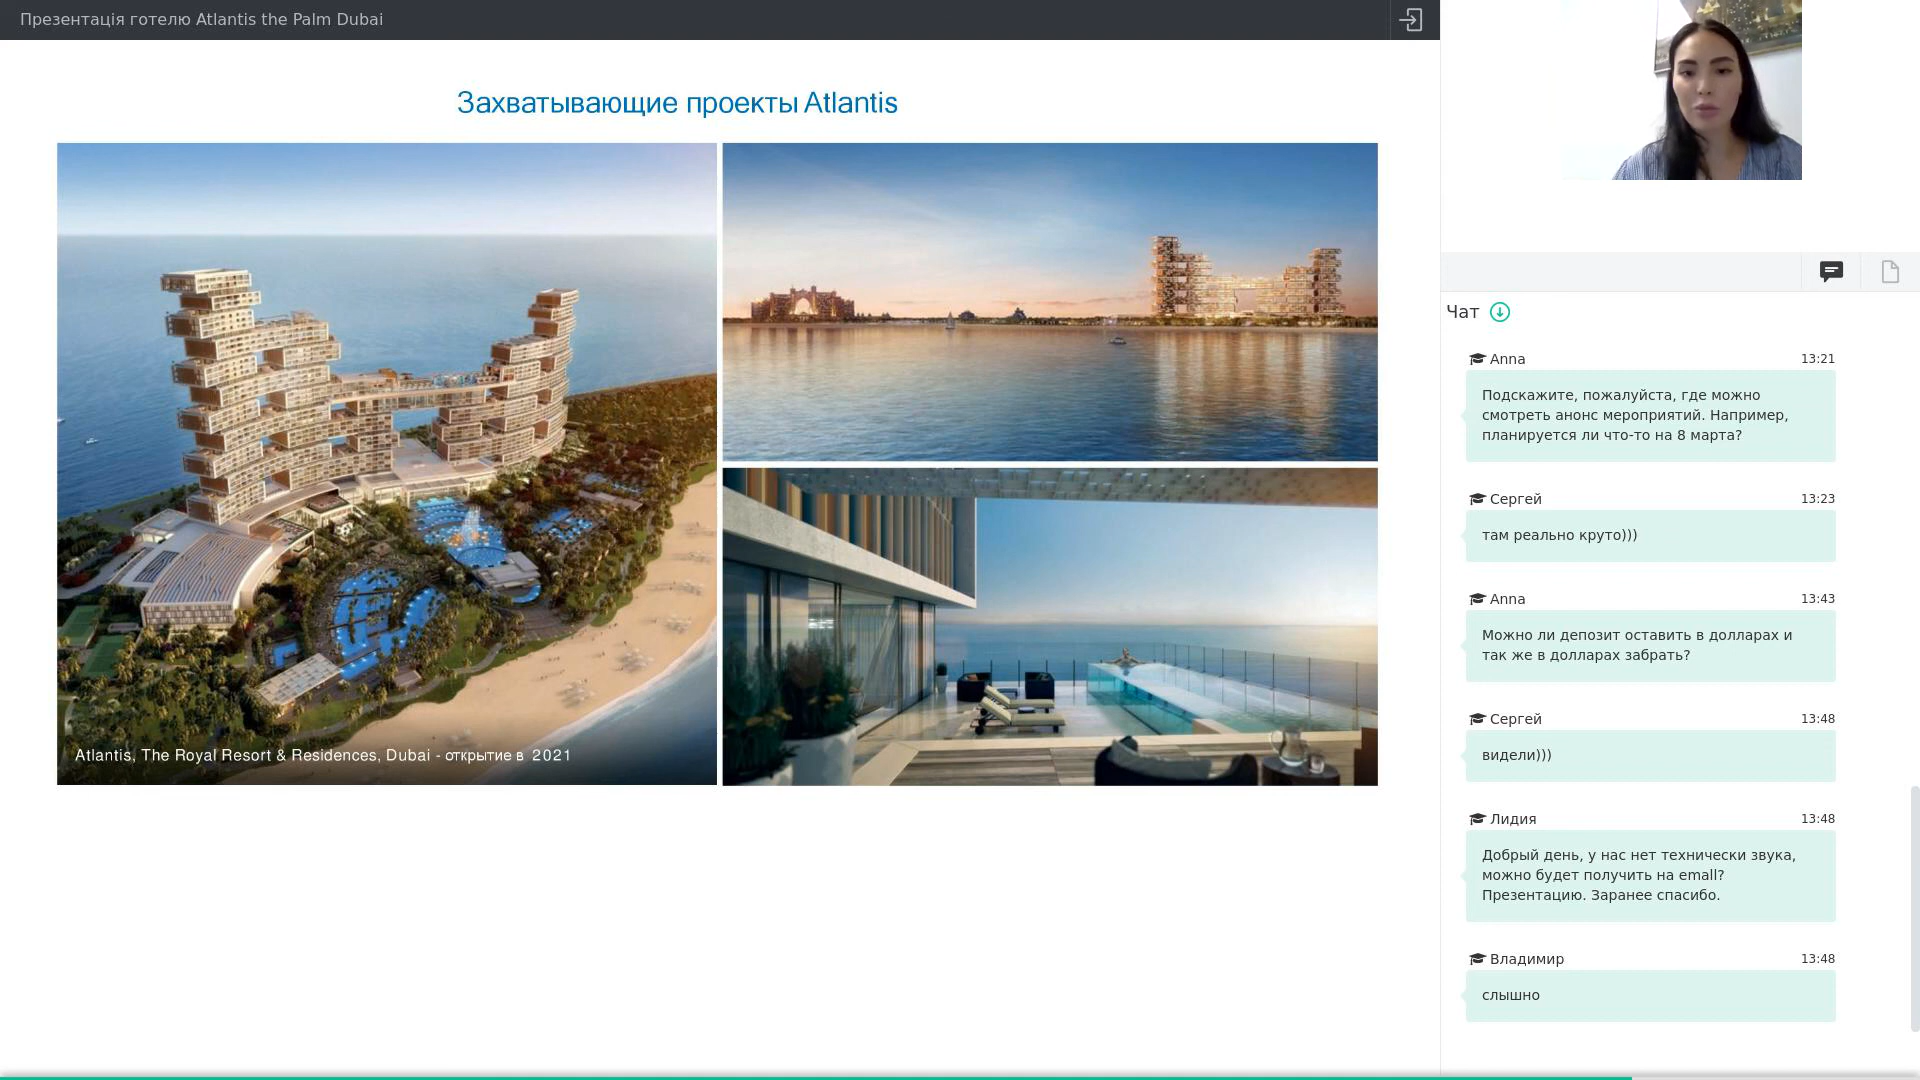 Презентація готелю Atlantis the Palm Dubai
Захватывающие проекты Atlantis
Atlantis, The Royal Resort & Residences, Dubai - открытие в 2021
Чат
Anna 13:21
Подскажите, пожалуйста, где можно
смотреть анонс мероприятий. Например,
планируется ли что-то на 8 марта?
Сергей 13:23
там реально круто)))
Anna 13:43
Можно ли депозит оставить в долларах и
так же в долларах забрать?
Сергей 13:48
видели)))
Лидия 13:48
Добрый день, у нас нет технически звука,
можно будет получить на emall?
Презентацию. Заранее спасибо.
Владимир 13:48
слышно